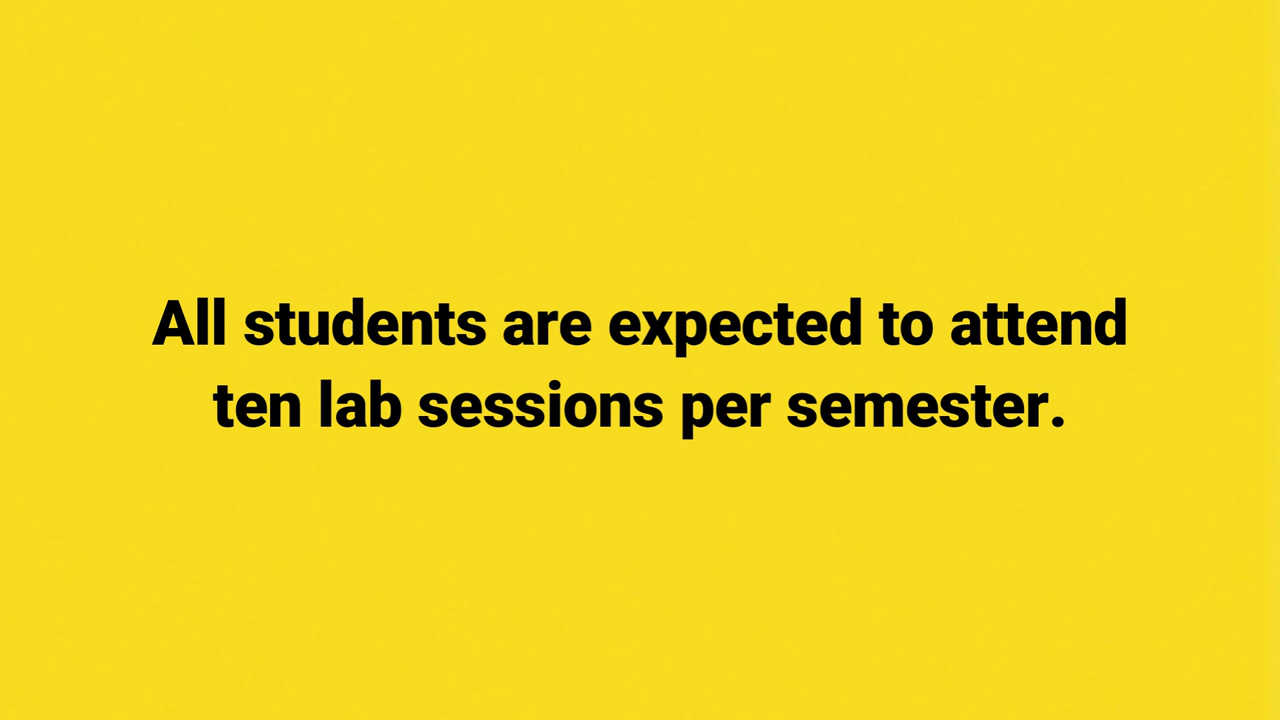 All students are expected to attend
ten lab sessions per semester.